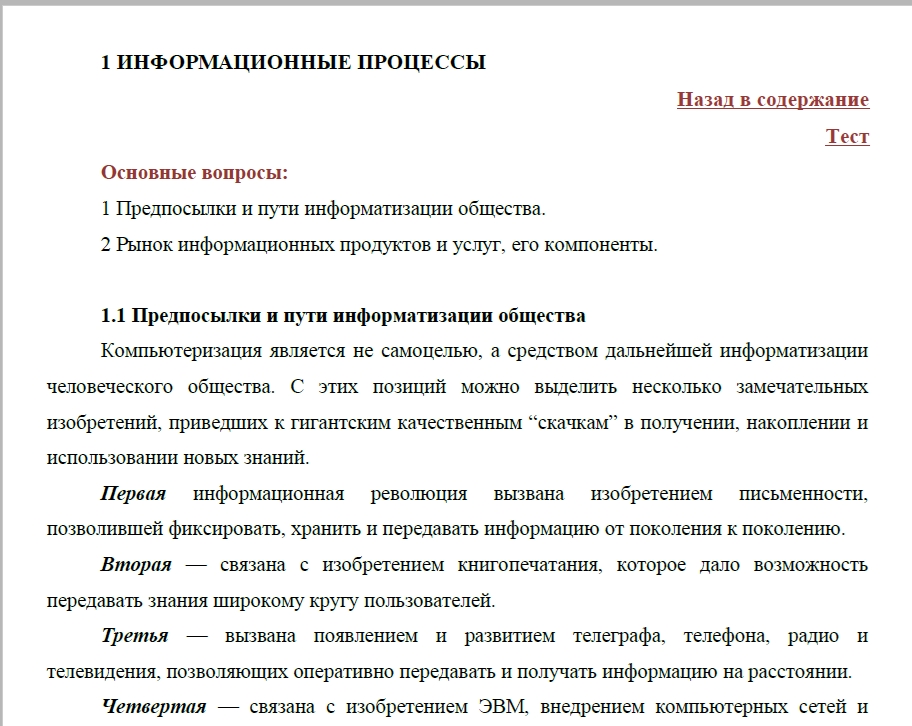 1 ИНФОРМАЦИОННЫЕ ПРОЦЕССЫ
Назад в содержание
Тест
Основные вопросы:
1 Предпосылки и пути информатизации общества.
2 Рынок информационных продуктов и услуг, его компоненты.
1.1 Предпосылки и пути информатизации общества
Компьютеризация является не самоцелью, а средством дальнейшей информатизации
человеческого общества. С этих позиций можно выделить несколько замечательных
изобретений, приведших к гигантским качественным “скачкам” в получении, накоплении и
использовании новых знаний.
Первая информационная революция вызвана изобретением письменности,
позволившей фиксировать, хранить и передавать информацию от поколения к поколению.
Вторая — связана с изобретением книгопечатания, которое дало возможность
передавать знания широкому кругу пользователей.
Третья — вызвана появлением и развитием телеграфа, телефона, радио и
телевидения, позволяющих оперативно передавать и получать информацию на расстоянии.
Четвертая — связана с изобретением ЭВМ, внедрением компьютерных сетей и